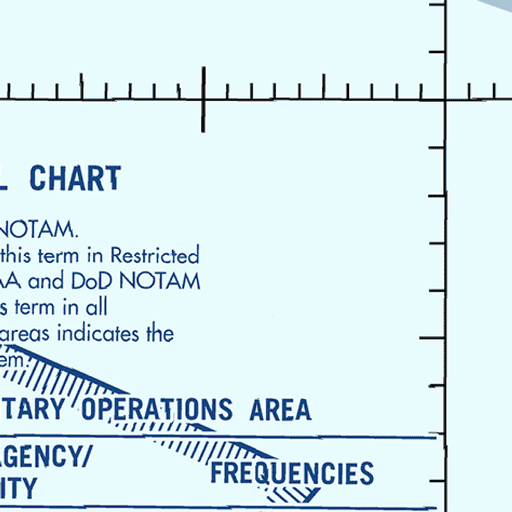 L CHART
NOTAM.
this term in Restricted
AA and DoD NOTAM
s term in all
areas indicates the
em.
TARY OPERATIONS AREA
AGENCY/
FREQUENCIES
ITY